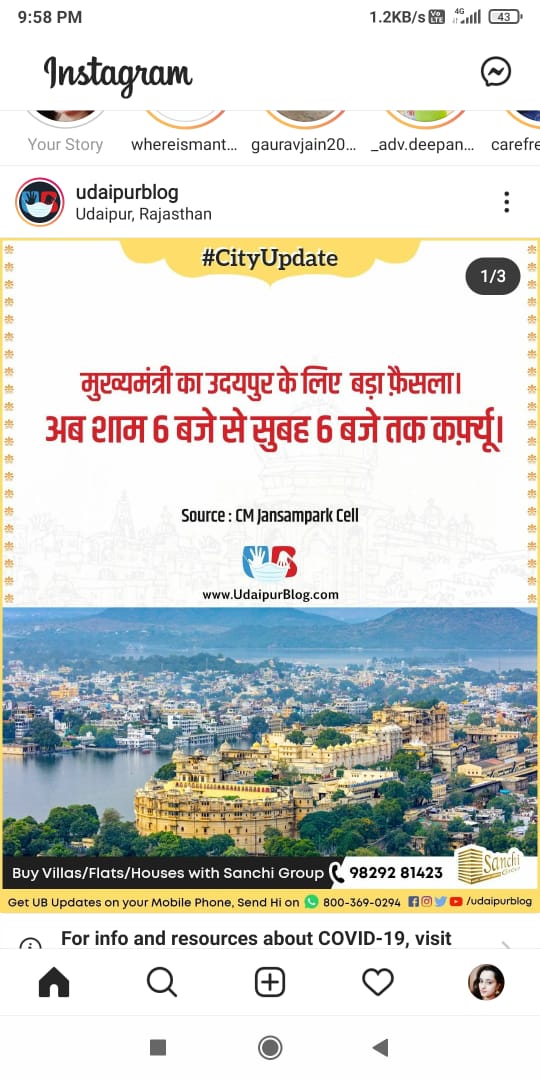 9:58 PM
1.2KB/s Vo LTE 4G 43
Instagram
Your Story
whereismant...
gauravjain20...
_adv.deepan...
carefre
udaipurblog
Udaipur, Rajasthan
#CityUpdate
1/3
मुख्यमंत्री का उदयपुर के लिए बड़ा फ़ैसला।
अब शाम 6 बजे से सुबह 6 बजे तक कर्फ़्यू।
Source : CM Jansampark Cell
UB
www.UdaipurBlog.com
Buy Villas/Flats/Houses with Sanchi Group 98292 81423
Sanchi
Group
Get UB Updates on your Mobile Phone, Send Hi on 800-369-0294 /udaipurblog
For info and resources about COVID-19, visit